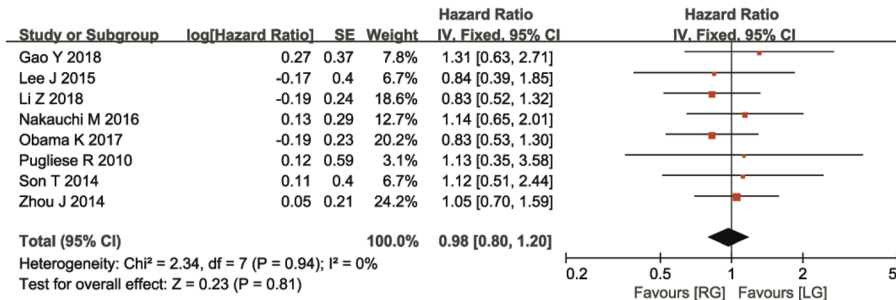 Hazard Ratio Hazard Ratio
Study or Subgroup log[Hazard Ratio] SE Weight IV, Fixed, 95% CI IV, Fixed, 95% CI
Gao Y 2018 0.27 0.37 7.8% 1.31 [0.63, 2.71]
Lee J 2015 -0.17 0.4 6.7% 0.84 [0.39, 1.85]
Li Z 2018 -0.19 0.24 18.6% 0.83 [0.52, 1.32]
Nakauchi M 2016 0.13 0.29 12.7% 1.14 [0.65, 2.01]
Obama K 2017 -0.19 0.23 20.2% 0.83 [0.53, 1.30]
Pugliese R 2010 0.12 0.59 3.1% 1.13 [0.35, 3.58]
Son T 2014 0.11 0.4 6.7% 1.12 [0.51, 2.44]
Zhou J 2014 0.05 0.21 24.2% 1.05 [0.70, 1.59]
Total (95% CI) 100.0% 0.98 [0.80, 1.20]
Heterogeneity: Chi² = 2.34, df = 7 (P = 0.94); I² = 0%
Test for overall effect: Z = 0.23 (P = 0.81)
0.2 0.5 1 2 5
Favours [RG] Favours [LG]